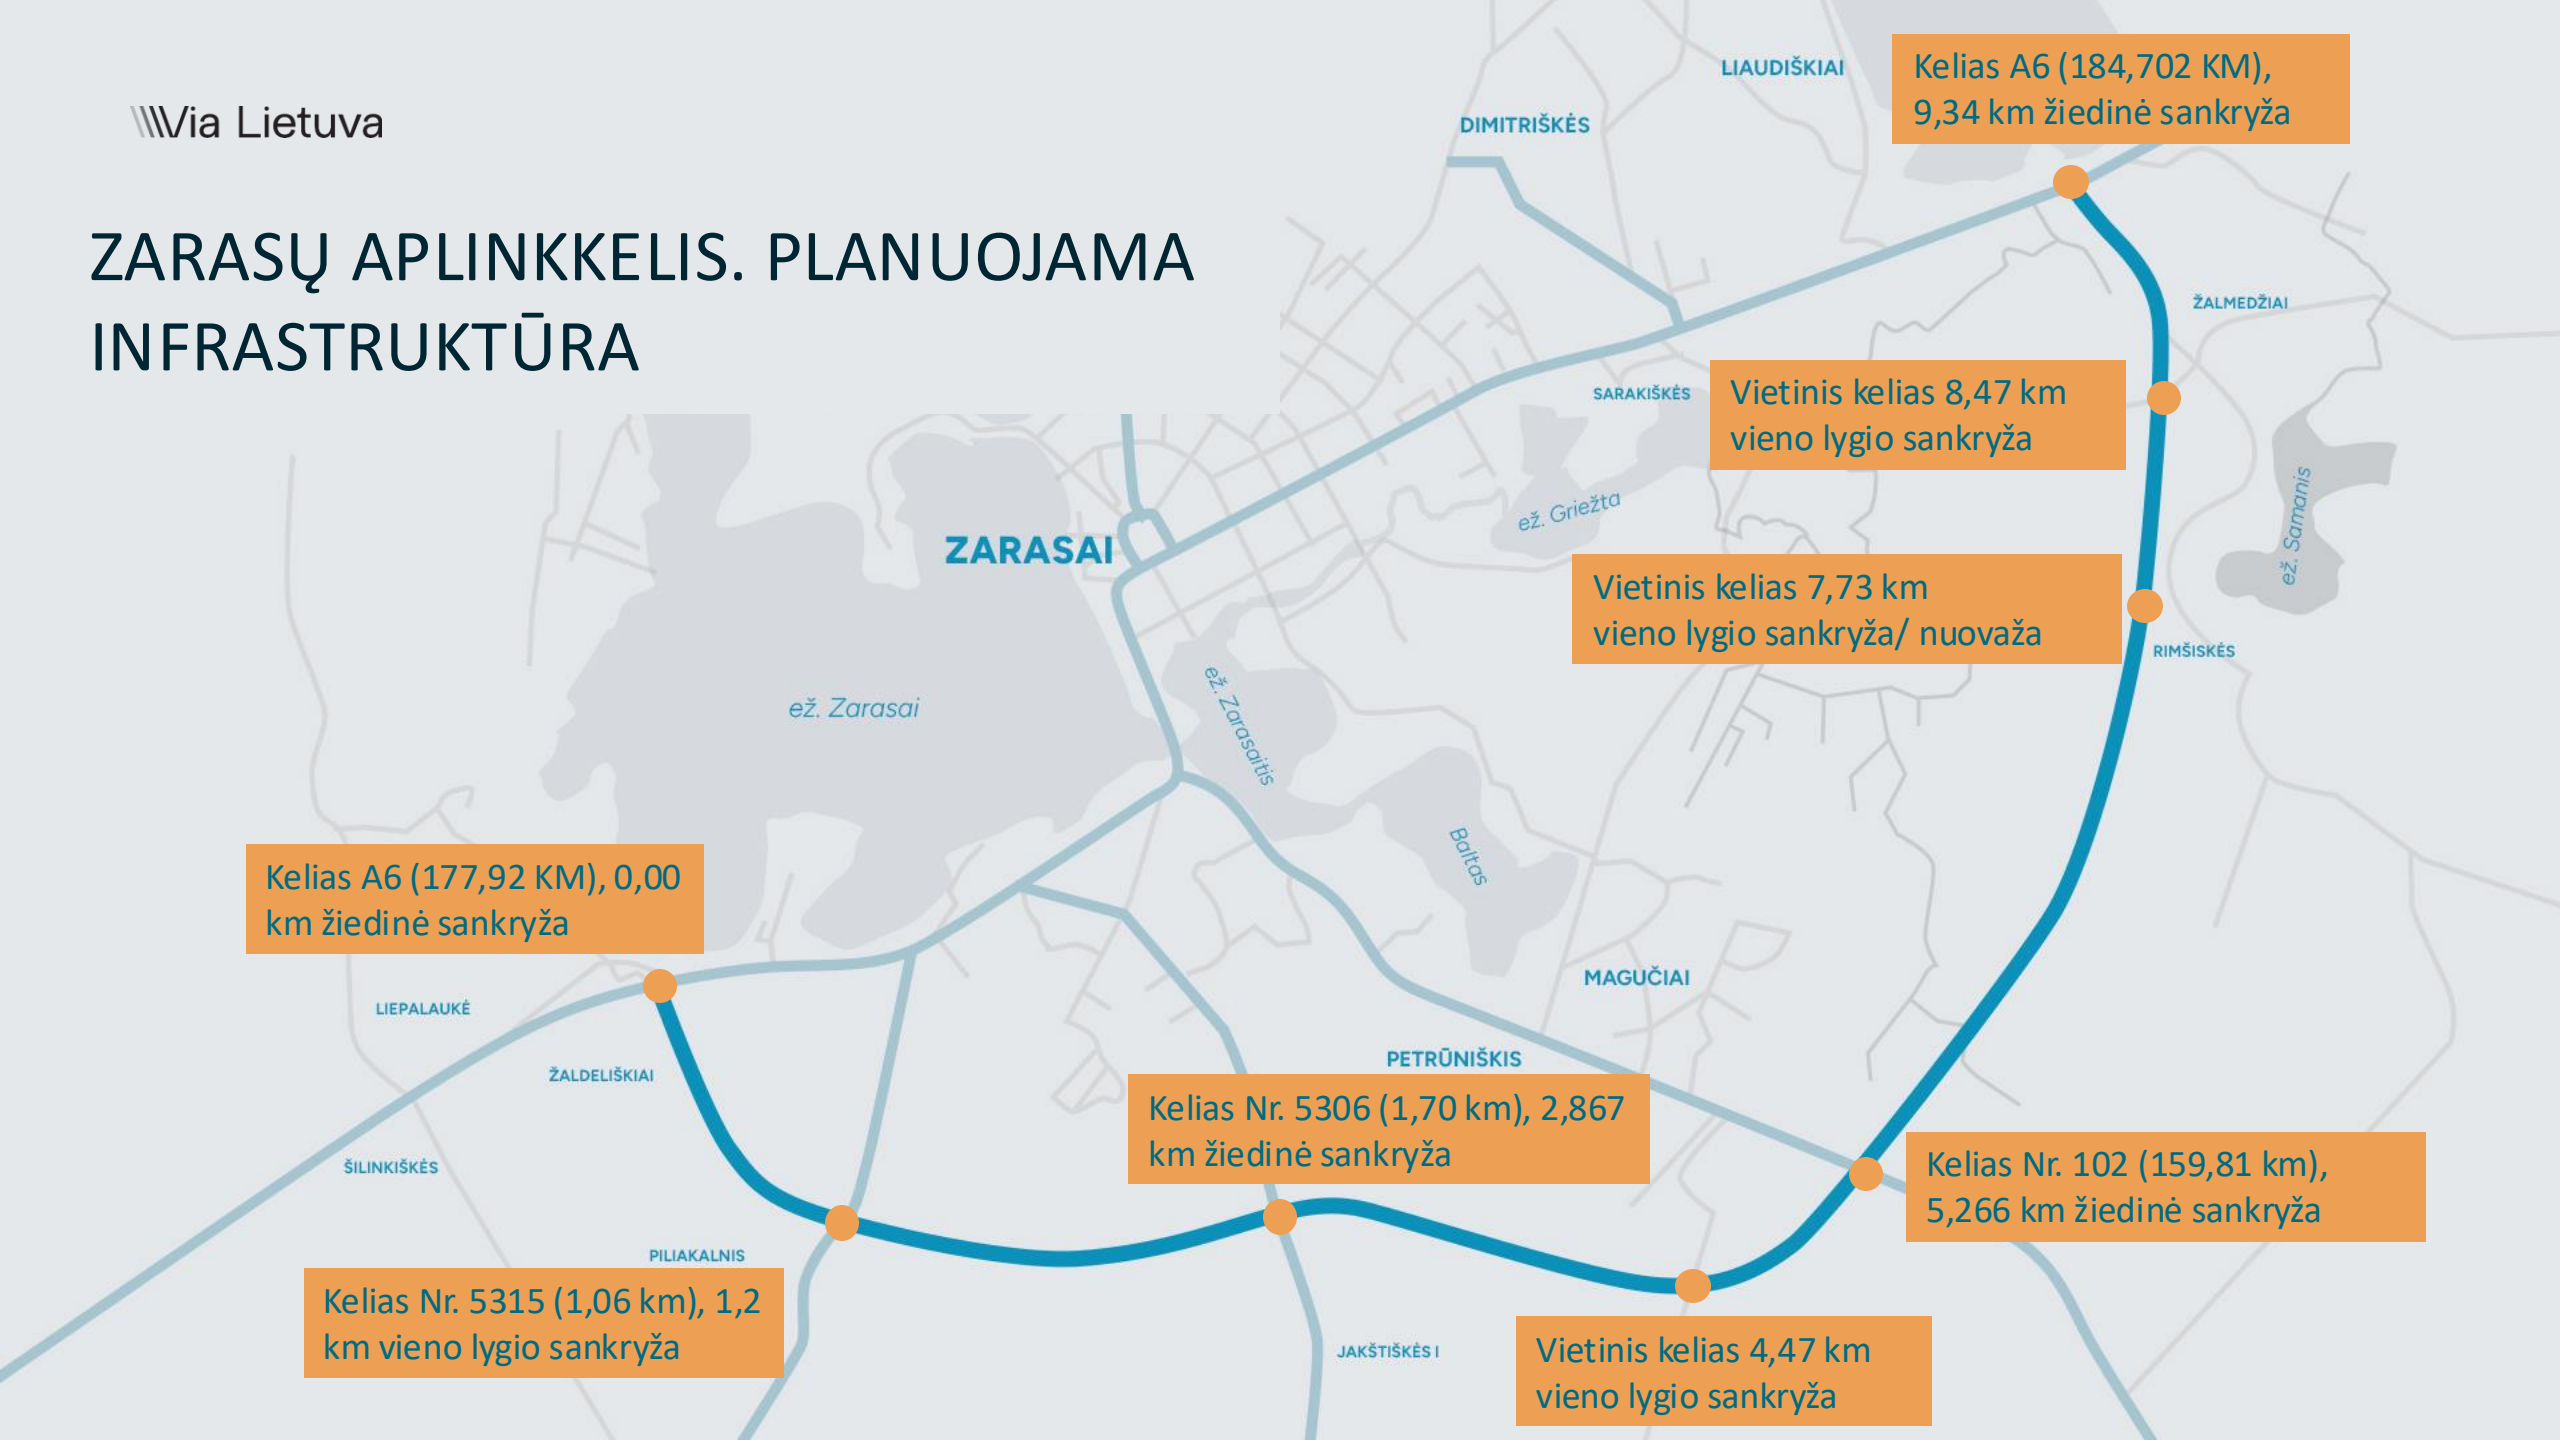 Via Lietuva
ZARASŲ APLINKKELIS. PLANUOJAMA
INFRASTRUKTŪRA
LIAUDIŠKIAI
DIMITRIŠKĖS
Kelias A6 (184,702 KM),
9,34 km žiedinė sankryža
ŽALMEDŽIAI
SARAKIŠKĖS
Vietinis kelias 8,47 km
vieno lygio sankryža
ež. Griežta
ež. Samanis
ZARASAI
Vietinis kelias 7,73 km
vieno lygio sankryža/ nuovaža
RIMŠISKĖS
ež. Zarasai
ež. Zarasaitis
Baltas
Kelias A6 (177,92 KM), 0,00
km žiedinė sankryža
MAGUČIAI
LIEPALAUKĖ
PETRŪNIŠKIS
ŽALDELIŠKIAI
Kelias Nr. 5306 (1,70 km), 2,867
km žiedinė sankryža
ŠILINKIŠKĖS
Kelias Nr. 102 (159,81 km),
5,266 km žiedinė sankryža
PILIAKALNIS
Kelias Nr. 5315 (1,06 km), 1,2
km vieno lygio sankryža
JAKŠTIŠKĖS I
Vietinis kelias 4,47 km
vieno lygio sankryža